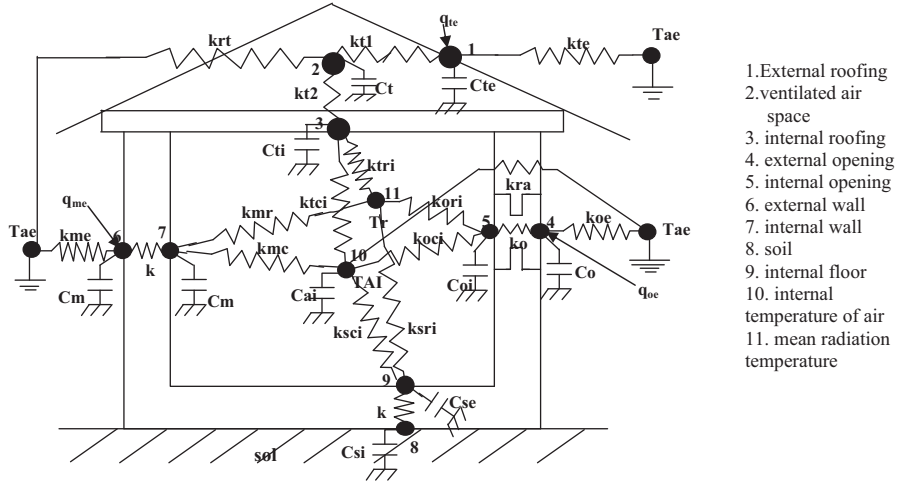 q_te
krt
kt1
1
kte
Tae
2
kt2
Ct
Cte
3
Cti
ktri
ktci
11
Tr
kori
kra
q_me
Tae
kme
6
k
7
kmr
kmc
10
TAI
koci
5
ko
4
koe
Tae
Cm
Cm
Cai
Coi
Co
q_oe
ksci
ksri
9
k
Cse
8
Csi
sol
1.External roofing
2.ventilated air
space
3. internal roofing
4. external opening
5. internal opening
6. external wall
7. internal wall
8. soil
9. internal floor
10. internal
temperature of air
11. mean radiation
temperature